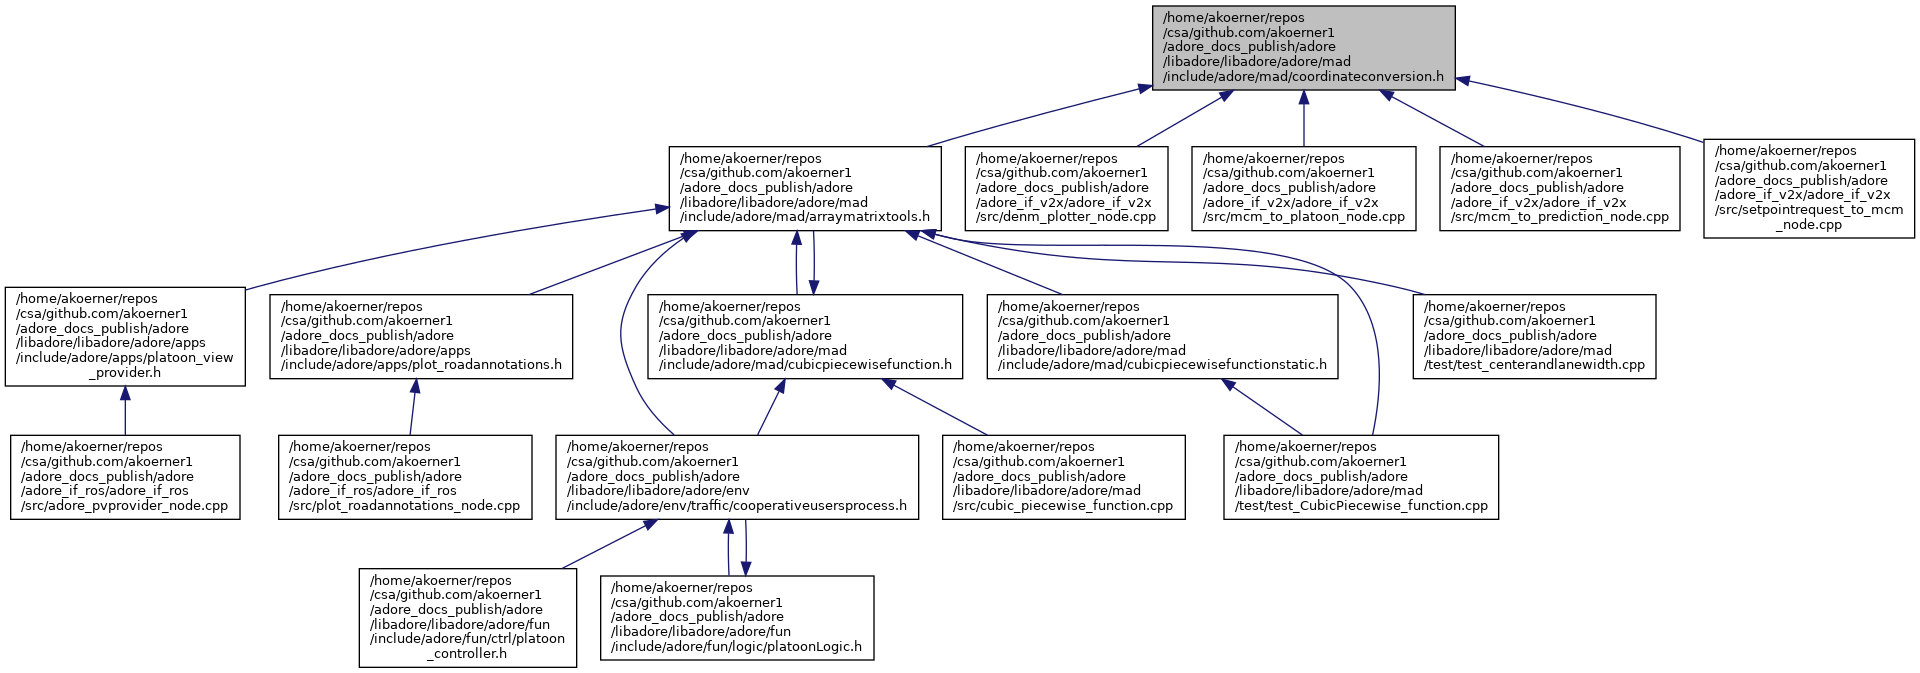 /home/akoerner/repos
/csa/github.com/akoerner1
/adore_docs_publish/adore
/libadore/libadore/adore/mad
/include/adore/mad/coordinateconversion.h
/home/akoerner/repos
/csa/github.com/akoerner1
/adore_docs_publish/adore
/libadore/libadore/adore/mad
/include/adore/mad/arraymatrixtools.h
/home/akoerner/repos
/csa/github.com/akoerner1
/adore_docs_publish/adore
/adore_if_v2x/adore_if_v2x
/src/denm_plotter_node.cpp
/home/akoerner/repos
/csa/github.com/akoerner1
/adore_docs_publish/adore
/adore_if_v2x/adore_if_v2x
/src/mcm_to_platoon_node.cpp
/home/akoerner/repos
/csa/github.com/akoerner1
/adore_docs_publish/adore
/adore_if_v2x/adore_if_v2x
/src/mcm_to_prediction_node.cpp
/home/akoerner/repos
/csa/github.com/akoerner1
/adore_docs_publish/adore
/adore_if_v2x/adore_if_v2x
/src/setpointrequest_to_mcm
_node.cpp
/home/akoerner/repos
/csa/github.com/akoerner1
/adore_docs_publish/adore
/libadore/libadore/adore/apps
/include/adore/apps/platoon_view
_provider.h
/home/akoerner/repos
/csa/github.com/akoerner1
/adore_docs_publish/adore
/libadore/libadore/adore/apps
/include/adore/apps/plot_roadannotations.h
/home/akoerner/repos
/csa/github.com/akoerner1
/adore_docs_publish/adore
/libadore/libadore/adore/mad
/include/adore/mad/cubicpiecewisefunction.h
/home/akoerner/repos
/csa/github.com/akoerner1
/adore_docs_publish/adore
/libadore/libadore/adore/mad
/include/adore/mad/cubicpiecewisefunctionstatic.h
/home/akoerner/repos
/csa/github.com/akoerner1
/adore_docs_publish/adore
/libadore/libadore/adore/mad
/test/test_centerandlanewidth.cpp
/home/akoerner/repos
/csa/github.com/akoerner1
/adore_docs_publish/adore
/adore_if_ros/adore_if_ros
/src/adore_pvprovider_node.cpp
/home/akoerner/repos
/csa/github.com/akoerner1
/adore_docs_publish/adore
/adore_if_ros/adore_if_ros
/src/plot_roadannotations_node.cpp
/home/akoerner/repos
/csa/github.com/akoerner1
/adore_docs_publish/adore
/libadore/libadore/adore/env
/include/adore/env/traffic/cooperativeusersprocess.h
/home/akoerner/repos
/csa/github.com/akoerner1
/adore_docs_publish/adore
/libadore/libadore/adore/mad
/src/cubic_piecewise_function.cpp
/home/akoerner/repos
/csa/github.com/akoerner1
/adore_docs_publish/adore
/libadore/libadore/adore/mad
/test/test_CubicPiecewise_function.cpp
/home/akoerner/repos
/csa/github.com/akoerner1
/adore_docs_publish/adore
/libadore/libadore/adore/fun
/include/adore/fun/ctrl/platoon
_controller.h
/home/akoerner/repos
/csa/github.com/akoerner1
/adore_docs_publish/adore
/libadore/libadore/adore/fun
/include/adore/fun/logic/platoonLogic.h